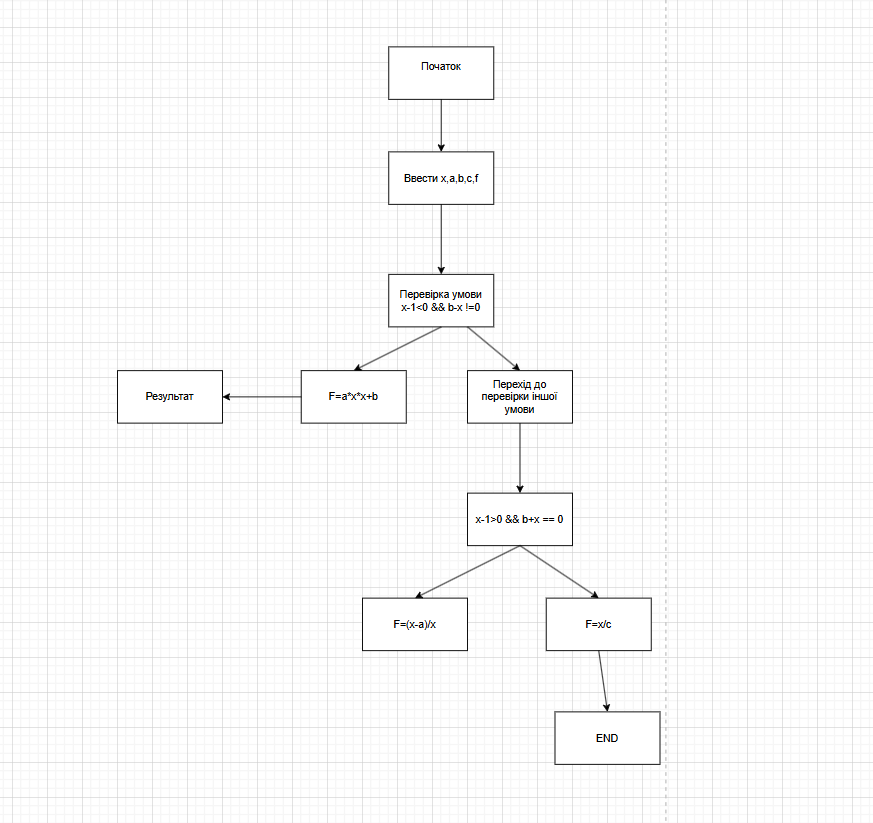 Початок
Ввести x,a,b,c,f
Перевірка умови
x-1<0 && b-x !=0
Результат
F=a*x*x+b
Перехід до
перевірки іншої
умови
x-1>0 && b+x == 0
F=(x-a)/x
F=x/c
END